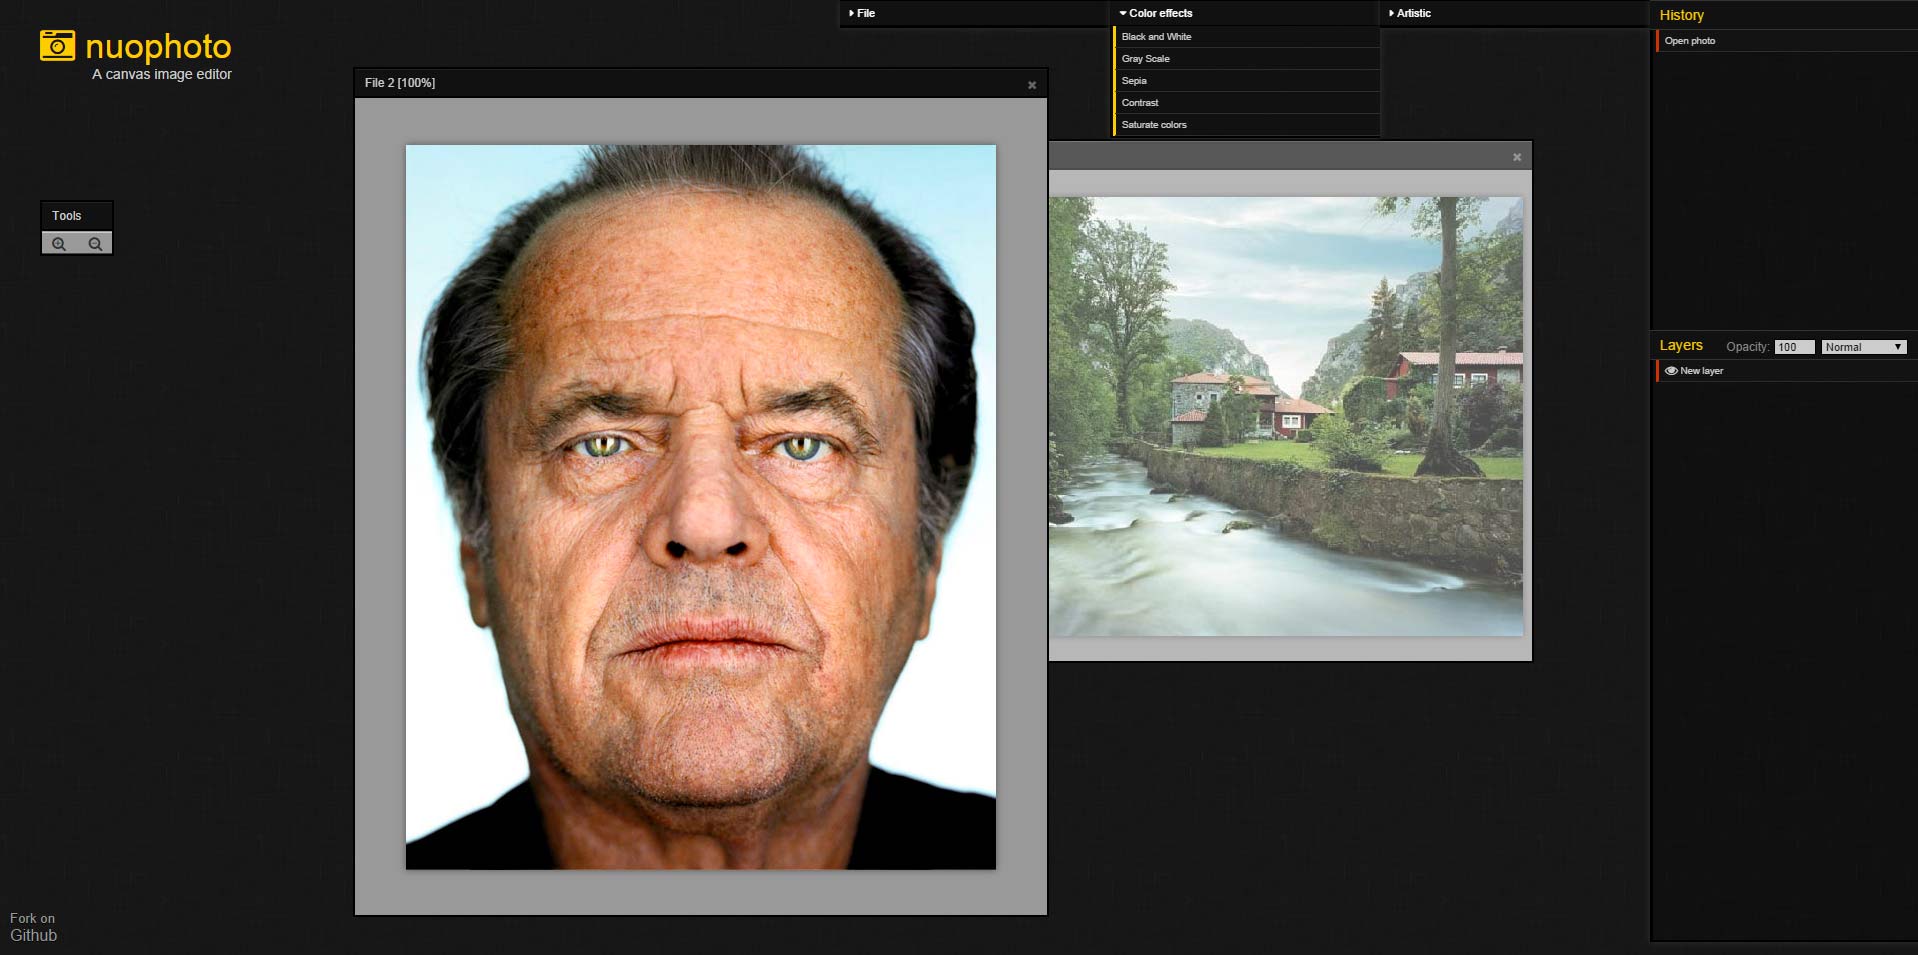 nuophoto
A canvas image editor
File
Color effects
Black and White
Gray Scale
Sepia
Contrast
Saturate colors
Artistic
History
Open photo
File 2 [100%]
Tools
Layers Opacity: 100 Normal
New layer
Fork on
Github